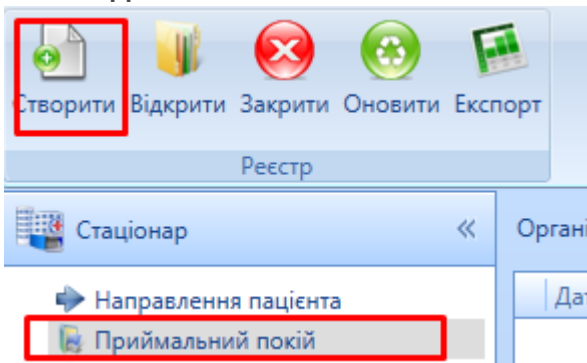 Створити Відкрити Закрити Оновити Експорт
Реєстр
Стаціонар
«
Направлення пацієнта
Приймальний покій